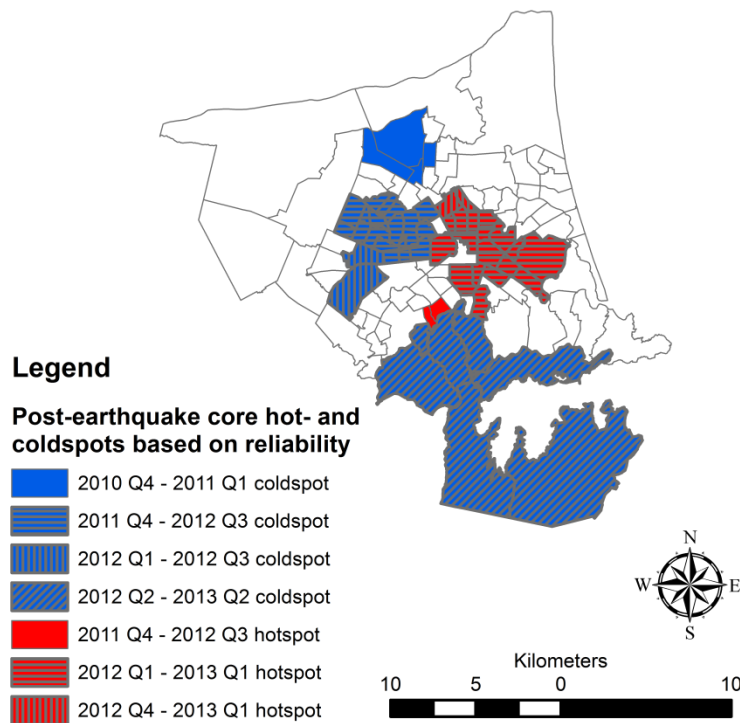 Legend
Post-earthquake core hot- and
coldspots based on reliability
2010 Q4 - 2011 Q1 coldspot
2011 Q4 - 2012 Q3 coldspot
2012 Q1 - 2012 Q3 coldspot
2012 Q2 - 2013 Q2 coldspot
2011 Q4 - 2012 Q3 hotspot
2012 Q1 - 2013 Q1 hotspot
2012 Q4 - 2013 Q1 hotspot
N
W E
S
Kilometers
10 5 0 10